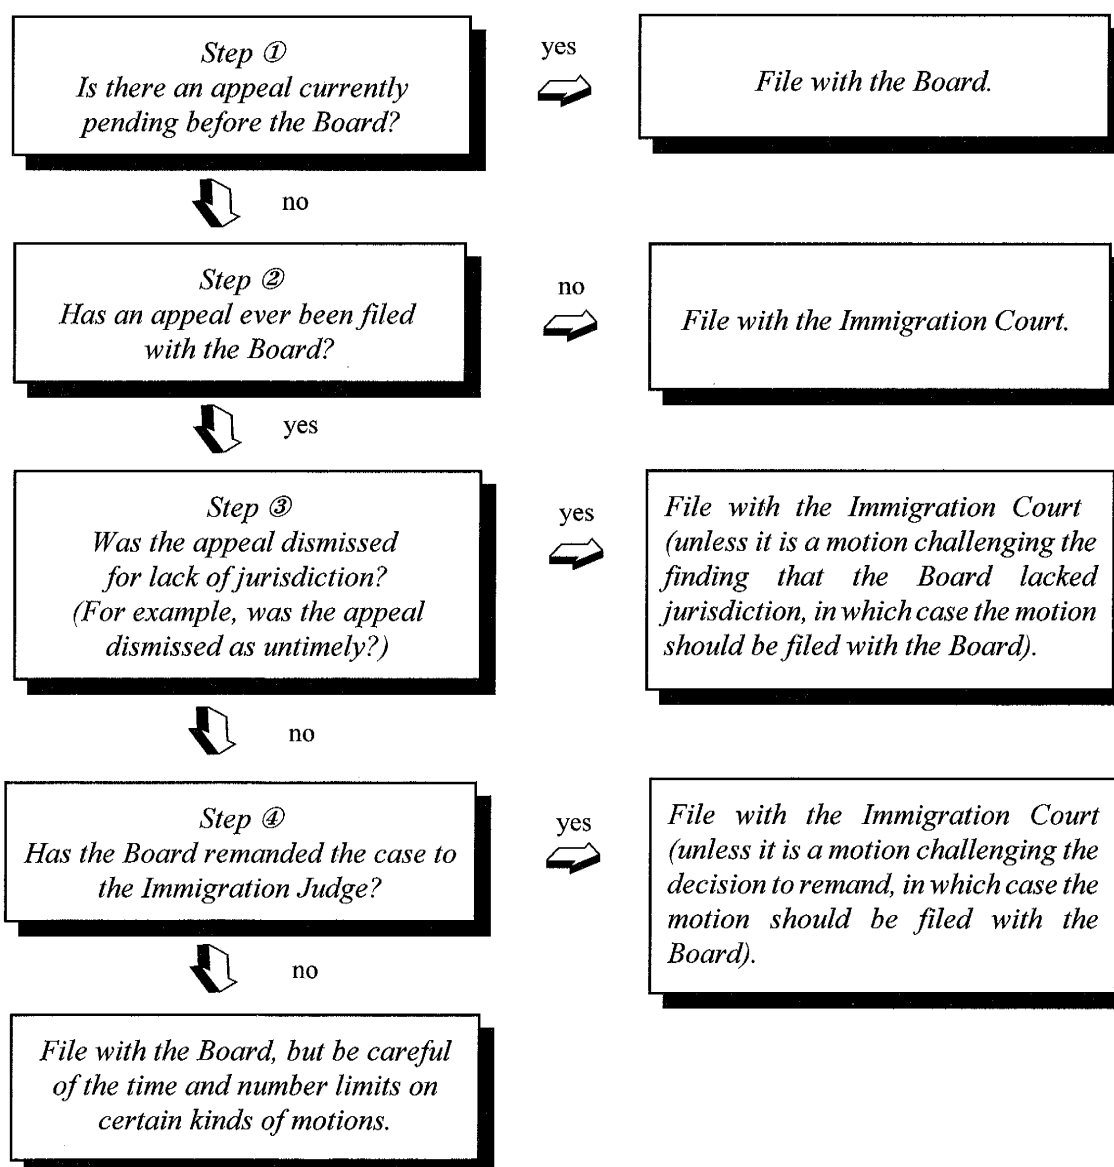 Step ①
Is there an appeal currently
pending before the Board?
yes
File with the Board.
no
Step ②
Has an appeal ever been filed
with the Board?
no
File with the Immigration Court.
yes
Step ③
Was the appeal dismissed
for lack of jurisdiction?
(For example, was the appeal
dismissed as untimely?)
yes
File with the Immigration Court
(unless it is a motion challenging the
finding that the Board lacked
jurisdiction, in which case the motion
should be filed with the Board).
no
Step ④
Has the Board remanded the case to
the Immigration Judge?
yes
File with the Immigration Court
(unless it is a motion challenging the
decision to remand, in which case the
motion should be filed with the
Board).
no
File with the Board, but be careful
of the time and number limits on
certain kinds of motions.